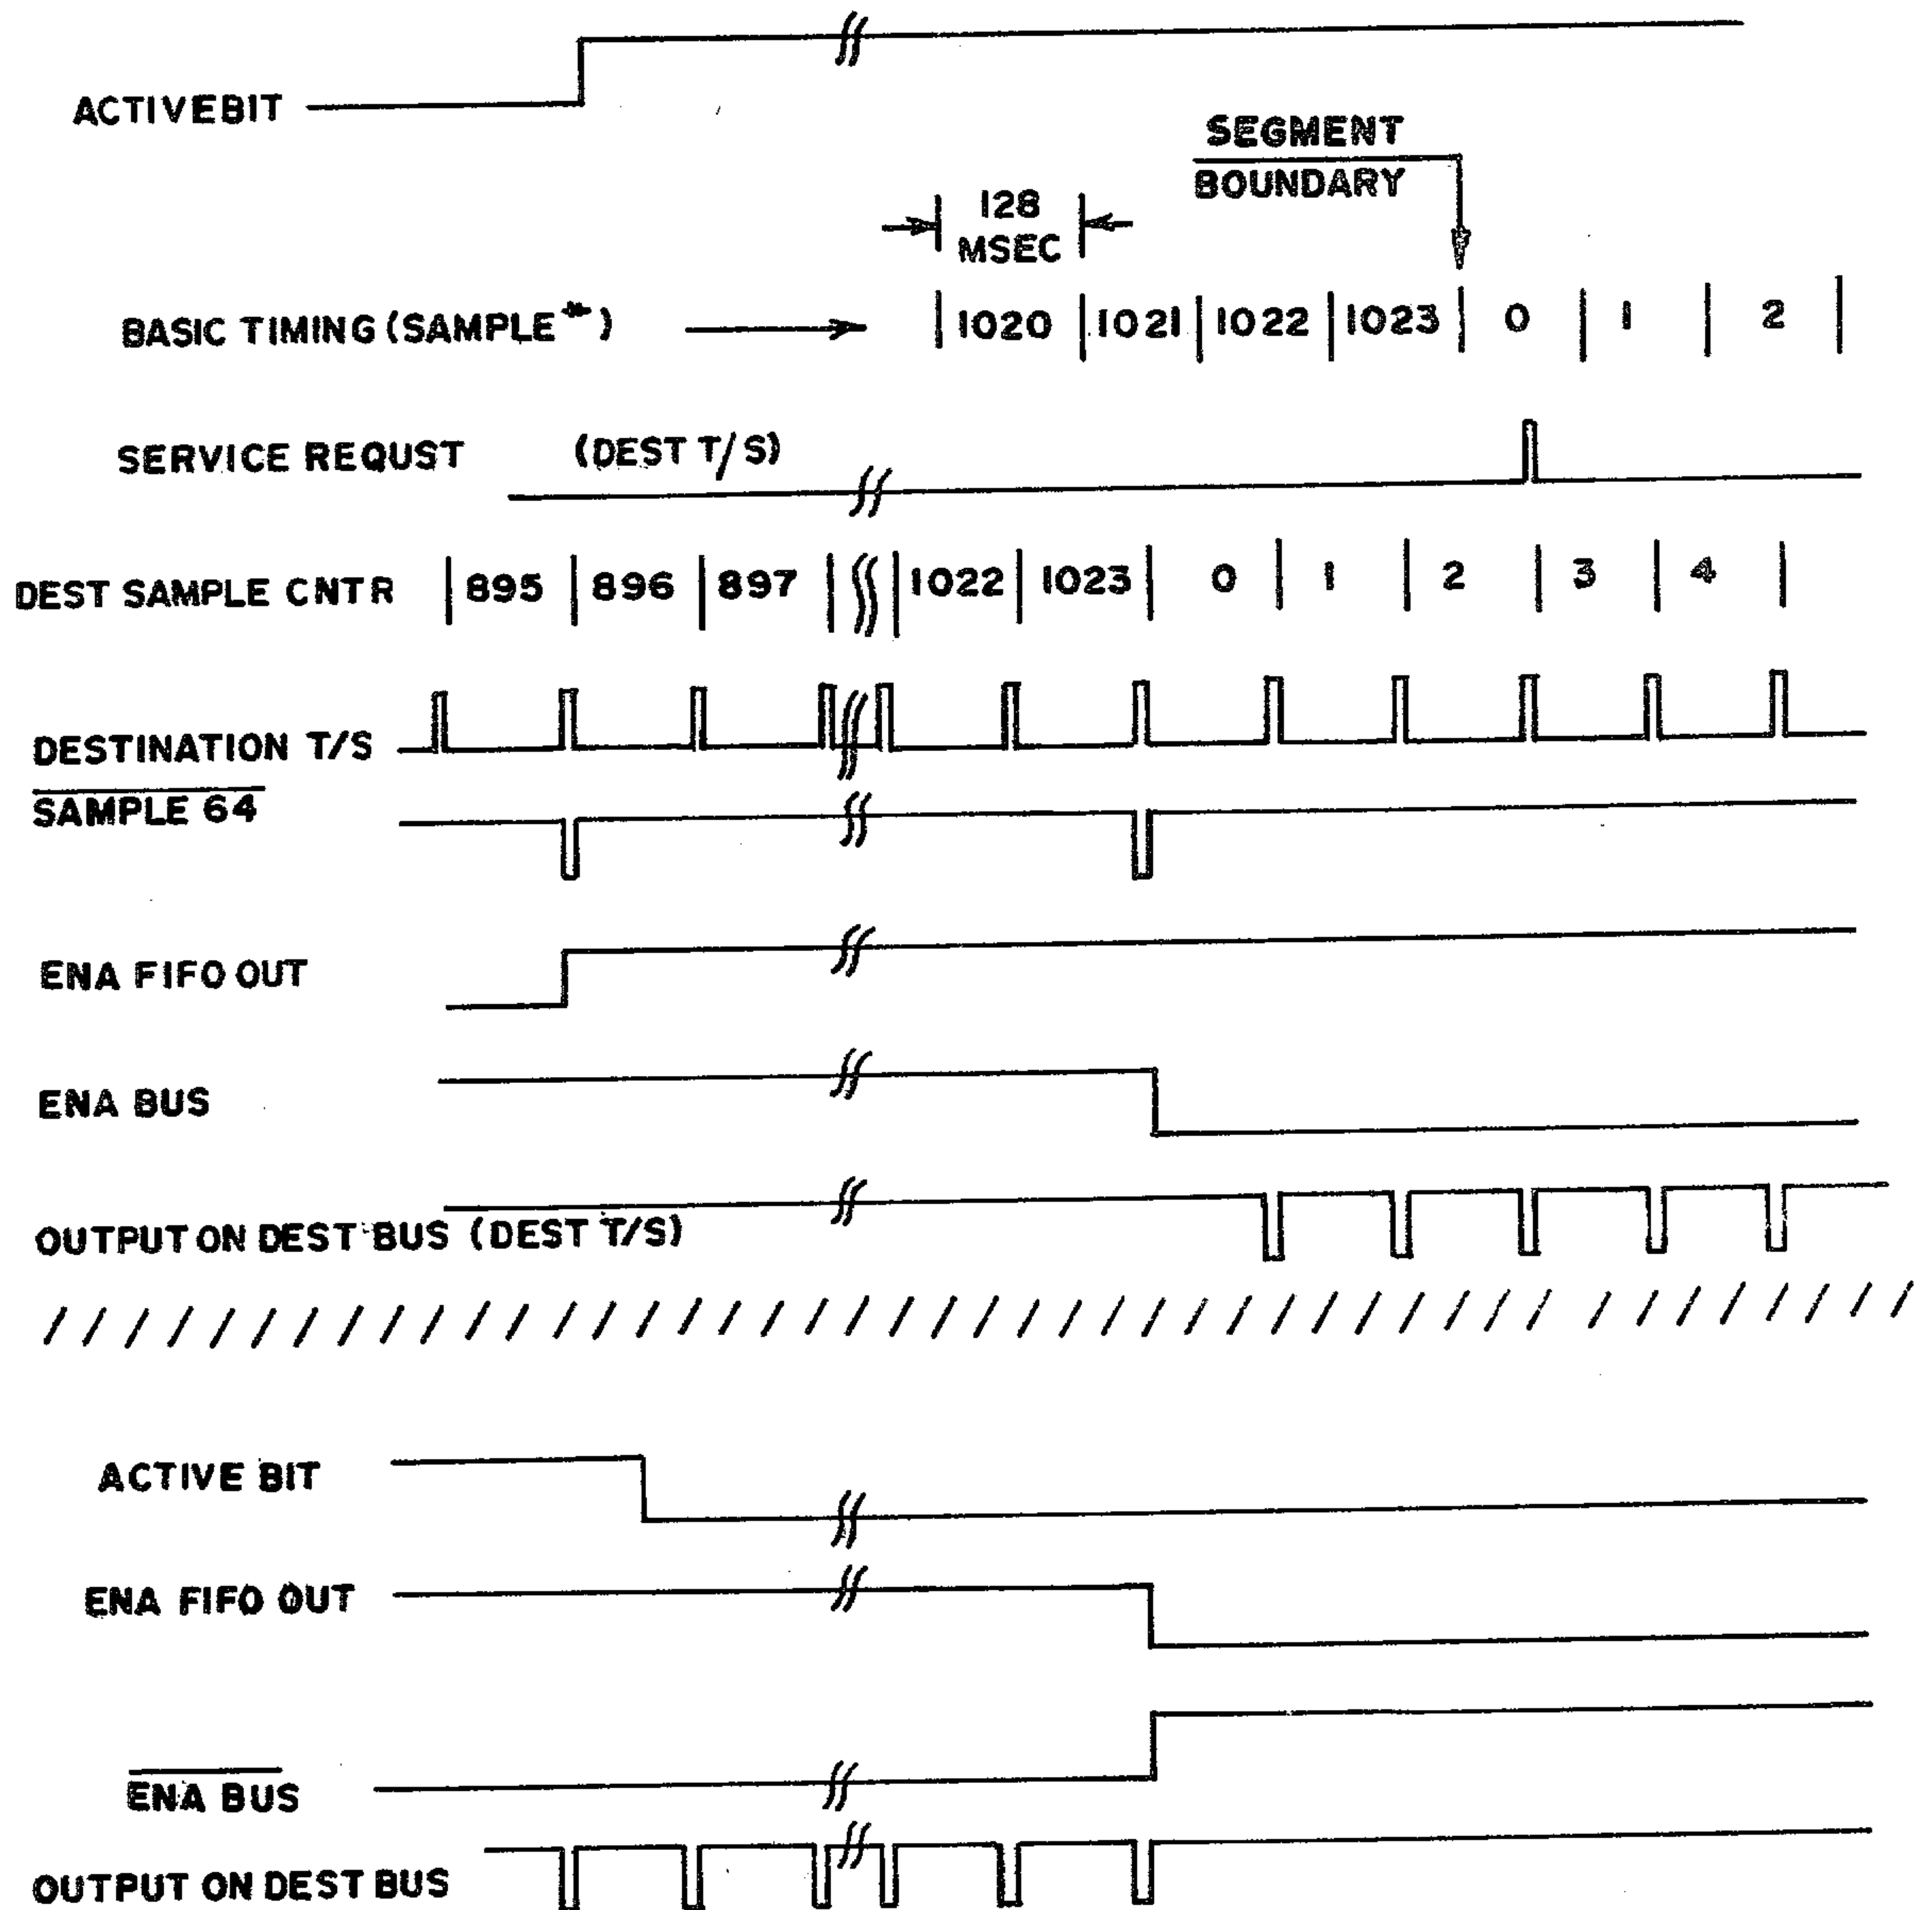 ACTIVEBIT
SEGMENT
BOUNDARY
128
MSEC
BASIC TIMING (SAMPLE#) 1020 1021 1022 1023 0 1 2
SERVICE REQUST (DEST T/S)
DEST SAMPLE CNTR 895 896 897 1022 1023 0 1 2 3 4
DESTINATION T/S
SAMPLE 64
ENA FIFO OUT
ENA BUS
OUTPUT ON DEST BUS (DEST T/S)
ACTIVE BIT
ENA FIFO OUT
ENA BUS
OUTPUT ON DEST BUS